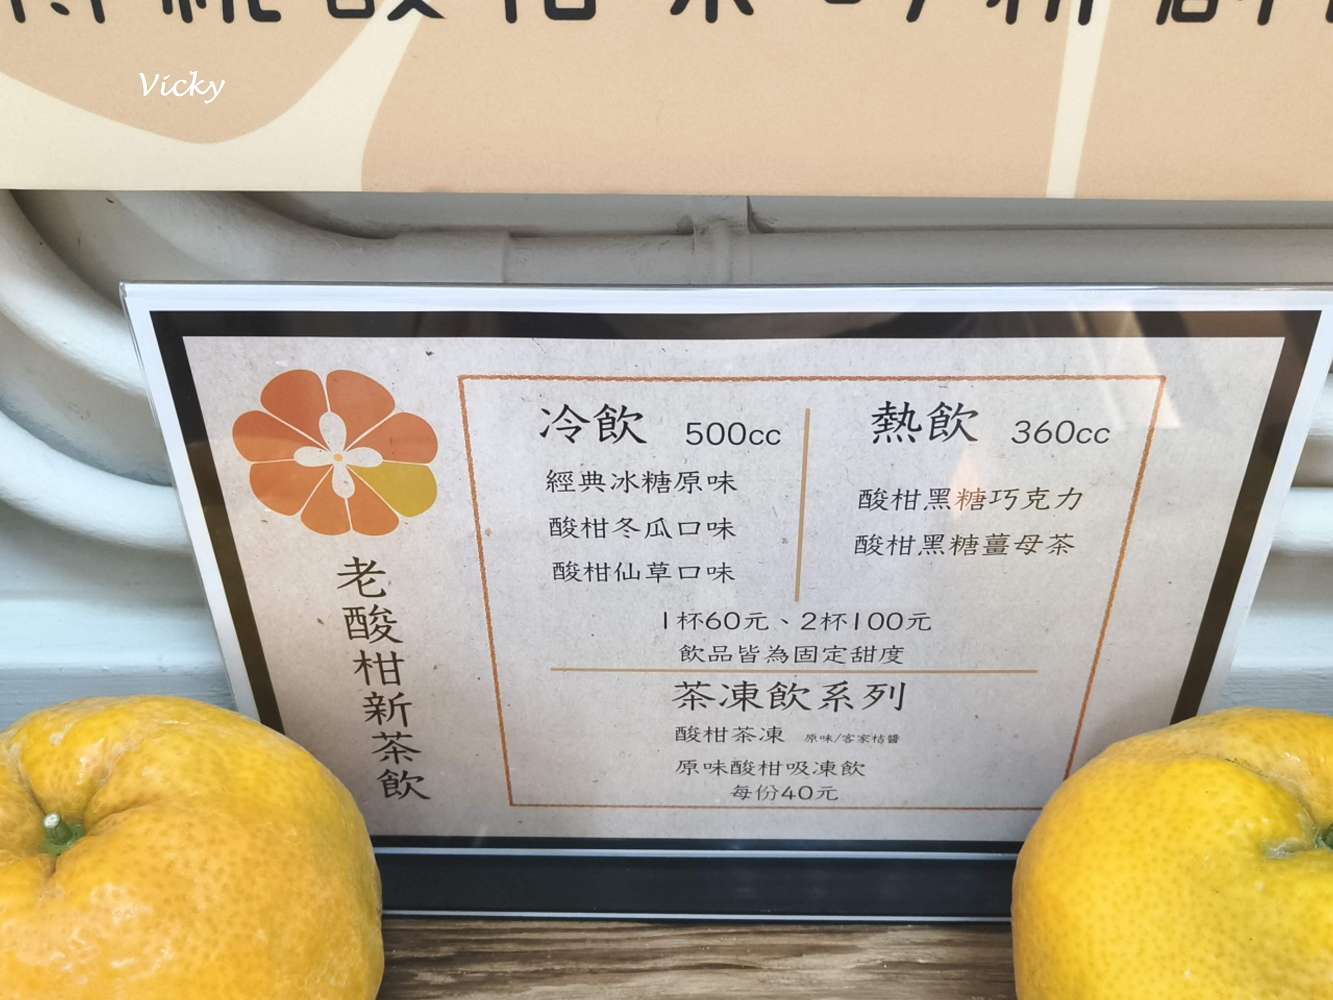 Vicky
老酸柑新茶飲
冷飲 500cc
經典冰糖原味
酸柑冬瓜口味
酸柑仙草口味
熱飲 360cc
酸柑黑糖巧克力
酸柑黑糖薑母茶
1杯60元、2杯100元
飲品皆為固定甜度
茶凍飲系列
酸柑茶凍 原味/客家桔醬
原味酸柑吸凍飲
每份40元